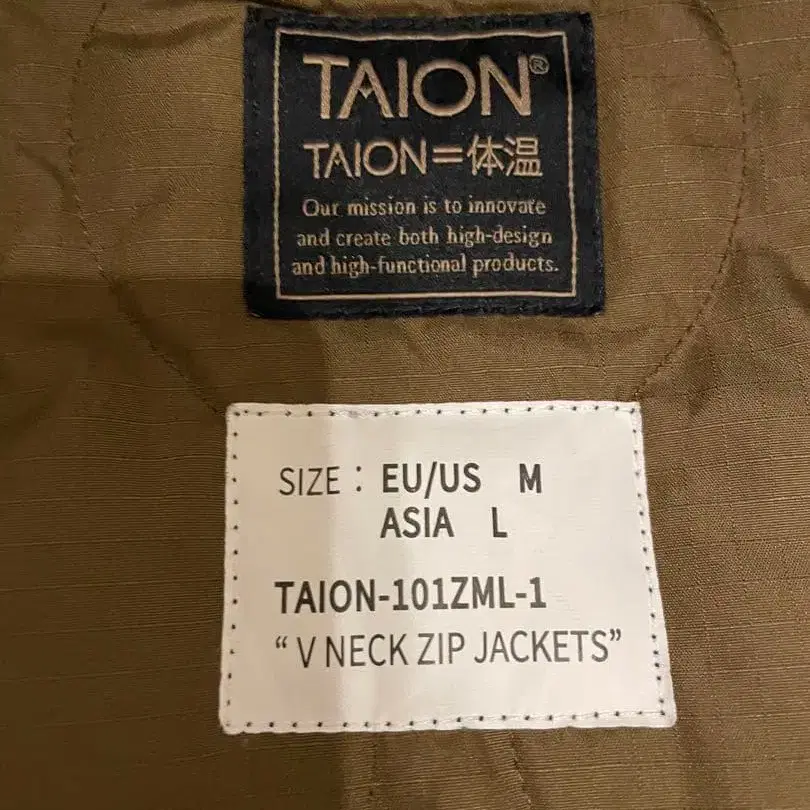 TAION®
TAION=体温
Our mission is to innovate
and create both high-design
and high-functional products.
SIZE : EU/US M
ASIA L
TAION-101ZML-1
“ V NECK ZIP JACKETS”